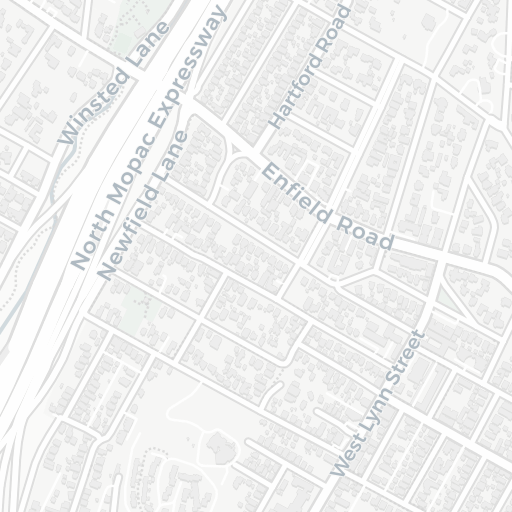 Winsted Lane
North Mopac Expressway
Newfield Lane
Hartford Road
Enfield Road
West Lynn Street